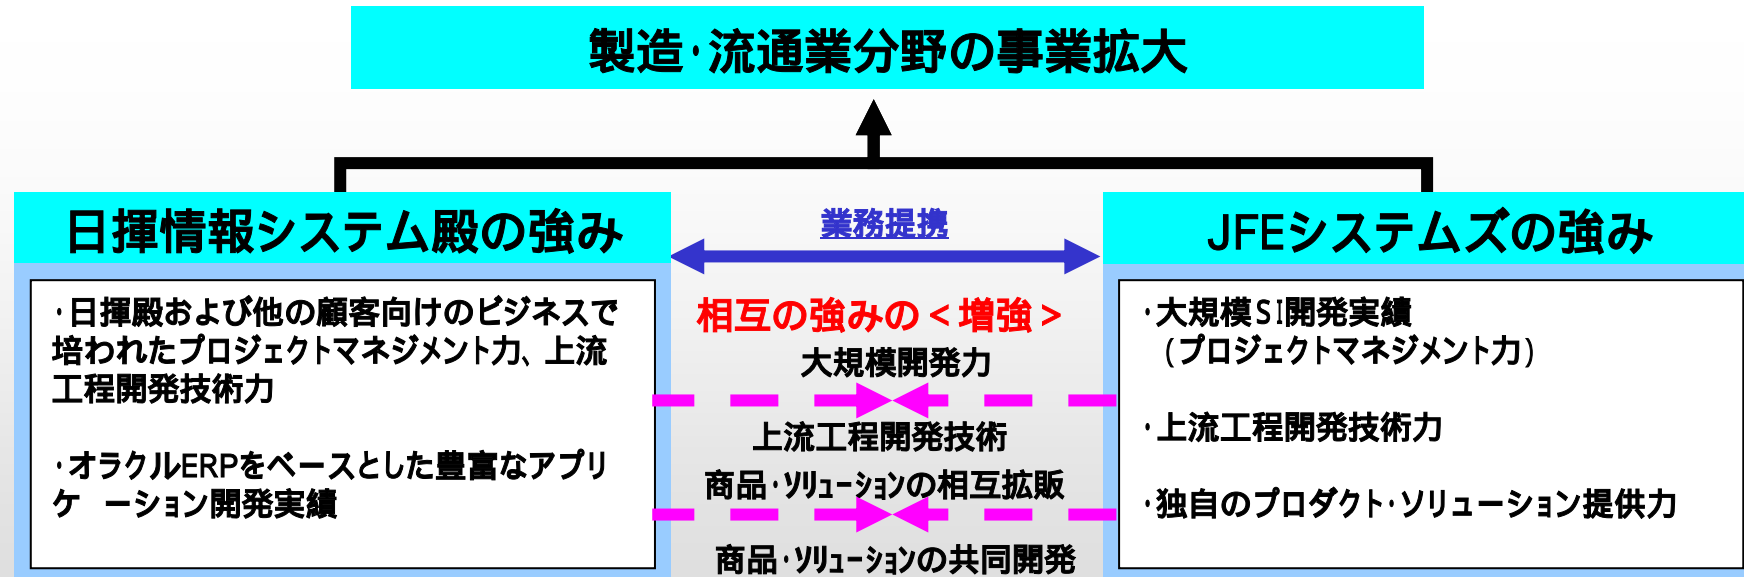 製造・流通業分野の事業拡大
日揮情報システム殿の強み
・日揮殿および他の顧客向けのビジネスで
培われたプロジェクトマネジメント力、上流
工程開発技術力
・オラクルERPをベースとした豊富なアプリ
ケーション開発実績
業務提携
相互の強みの<増強>
大規模開発力
上流工程開発技術
商品・ソリューションの相互拡販
商品・ソリューションの共同開発
JFEシステムズの強み
・大規模SI開発実績
(プロジェクトマネジメント力)
・上流工程開発技術力
・独自のプロダクト・ソリューション提供力